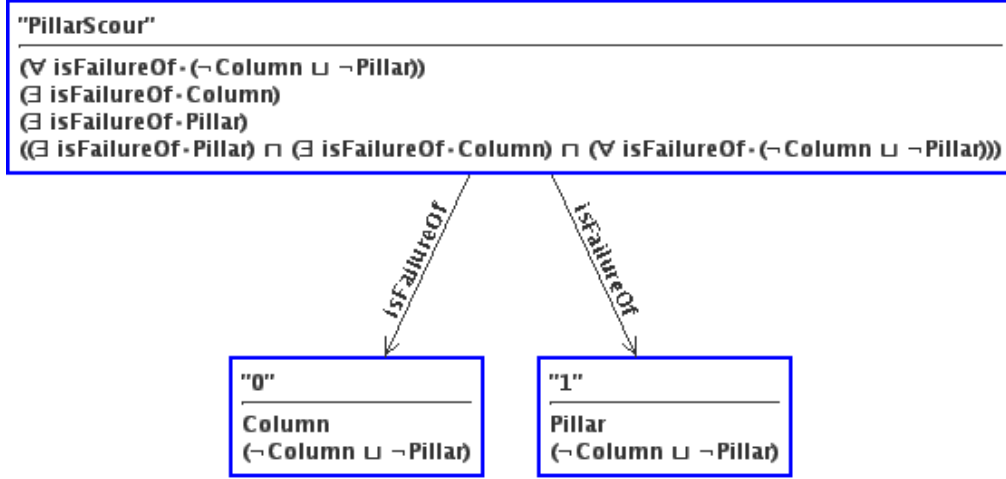 "PillarScour"
(∀ isFailureOf·(¬Column ⊔ ¬Pillar))
(∃ isFailureOf·Column)
(∃ isFailureOf·Pillar)
((∃ isFailureOf·Pillar) ⊓ (∃ isFailureOf·Column) ⊓ (∀ isFailureOf·(¬Column ⊔ ¬Pillar)))
isFailureOf
isFailureOf
"0"
Column
(¬Column ⊔ ¬Pillar)
"1"
Pillar
(¬Column ⊔ ¬Pillar)